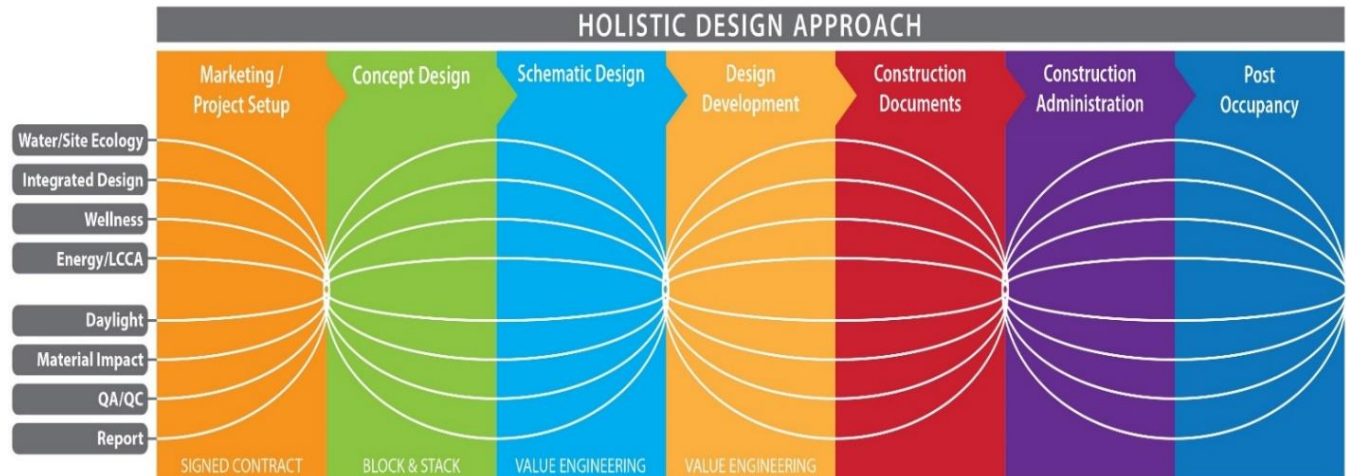 HOLISTIC DESIGN APPROACH
Marketing /
Project Setup
Concept Design
Schematic Design
Design
Development
Construction
Documents
Construction
Administration
Post
Occupancy
Water/Site Ecology
Integrated Design
Wellness
Energy/LCCA
Daylight
Material Impact
QA/QC
Report
SIGNED CONTRACT
BLOCK & STACK
VALUE ENGINEERING
VALUE ENGINEERING